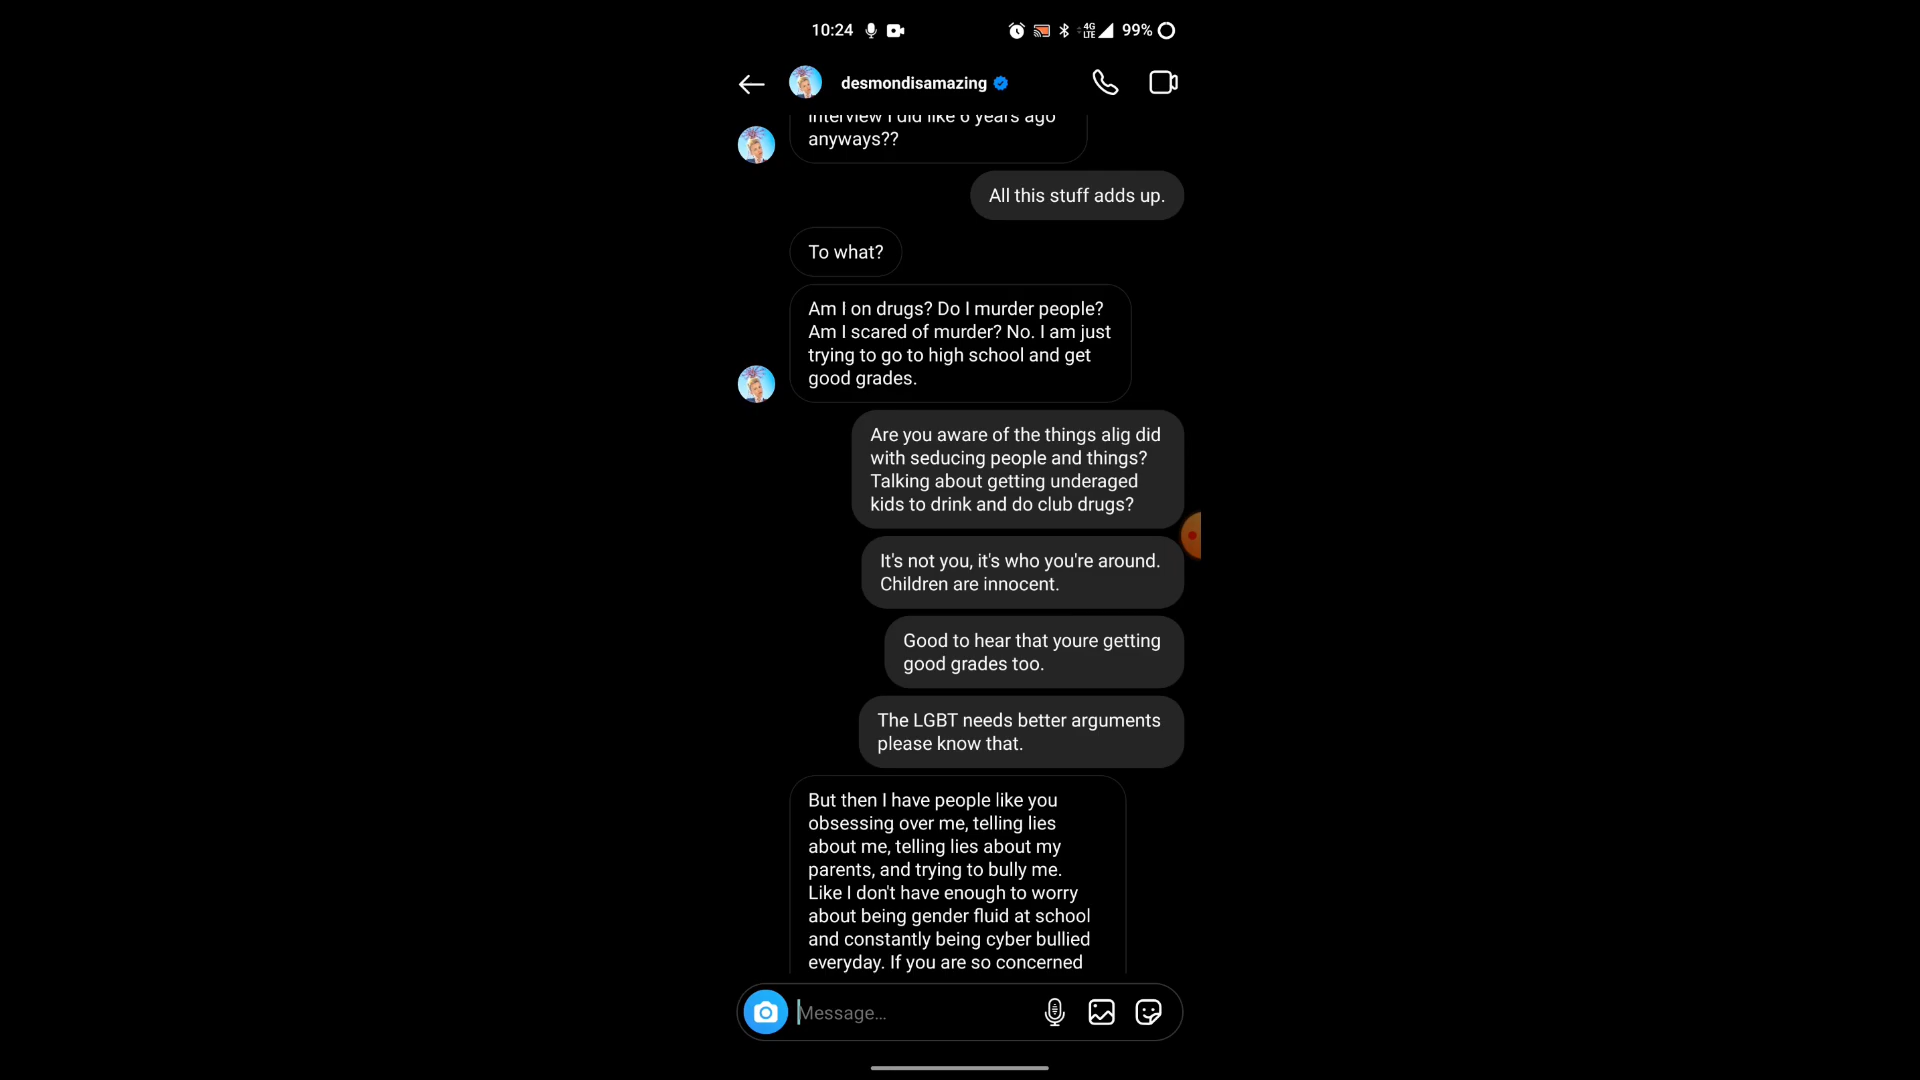 10:24
4G
LTE
99%
desmondisamazing
interview I did like 6 years ago
anyways??
All this stuff adds up.
To what?
Am I on drugs? Do I murder people?
Am I scared of murder? No. I am just
trying to go to high school and get
good grades.
Are you aware of the things alig did
with seducing people and things?
Talking about getting underaged
kids to drink and do club drugs?
It's not you, it's who you're around.
Children are innocent.
Good to hear that youre getting
good grades too.
The LGBT needs better arguments
please know that.
But then I have people like you
obsessing over me, telling lies
about me, telling lies about my
parents, and trying to bully me.
Like I don't have enough to worry
about being gender fluid at school
and constantly being cyber bullied
everyday. If you are so concerned
Message...